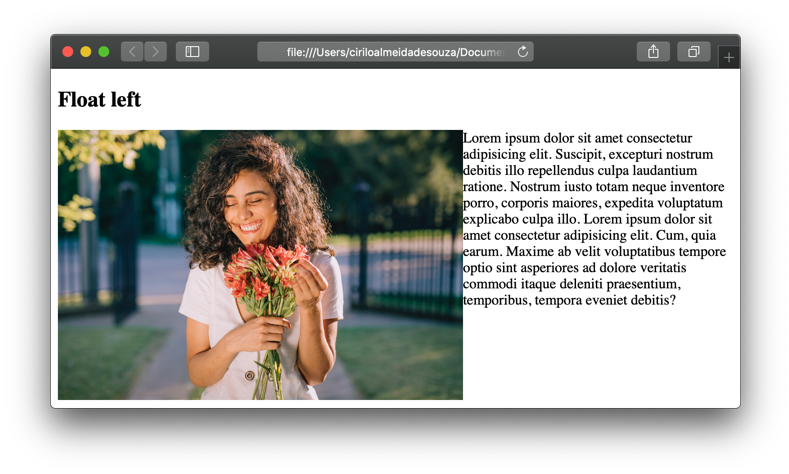 file:///Users/ciriloalmeidadesouza/Docume
Float left
Lorem ipsum dolor sit amet consectetur
adipisicing elit. Suscipit, excepturi nostrum
debitis illo repellendus culpa laudantium
ratione. Nostrum iusto totam neque inventore
porro, corporis maiores, expedita voluptatum
explicabo culpa illo. Lorem ipsum dolor sit
amet consectetur adipisicing elit. Cum, quia
earum. Maxime ab velit voluptatibus tempore
optio sint asperiores ad dolore veritatis
commodi itaque deleniti praesentium,
temporibus, tempora eveniet debitis?